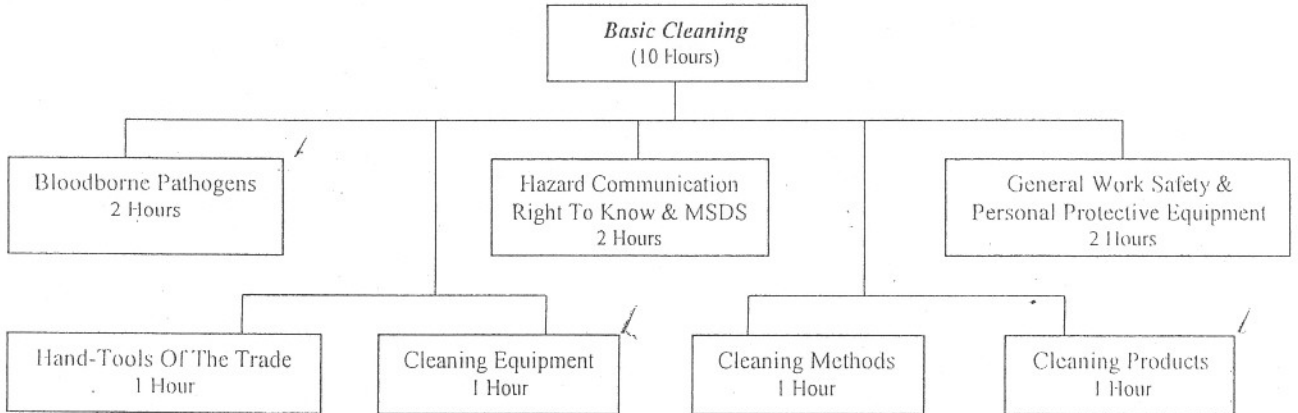 Basic Cleaning
(10 Hours)
Bloodborne Pathogens
2 Hours
Hazard Communication
Right To Know & MSDS
2 Hours
General Work Safety &
Personal Protective Equipment
2 Hours
Hand-Tools Of The Trade
1 Hour
Cleaning Equipment
1 Hour
Cleaning Methods
1 Hour
Cleaning Products
1 Hour